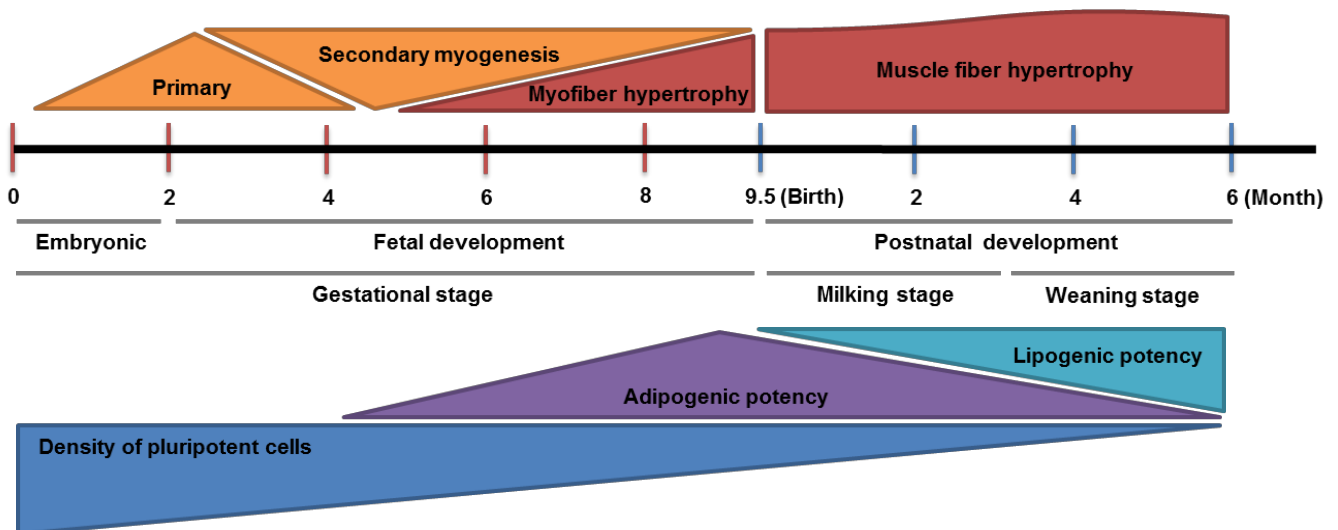 Secondary myogenesis
Primary
Myofiber hypertrophy
Muscle fiber hypertrophy
0 2 4 6 8 9.5 (Birth) 2 4 6 (Month)
Embryonic Fetal development Postnatal development
Gestational stage Milking stage Weaning stage
Lipogenic potency
Adipogenic potency
Density of pluripotent cells